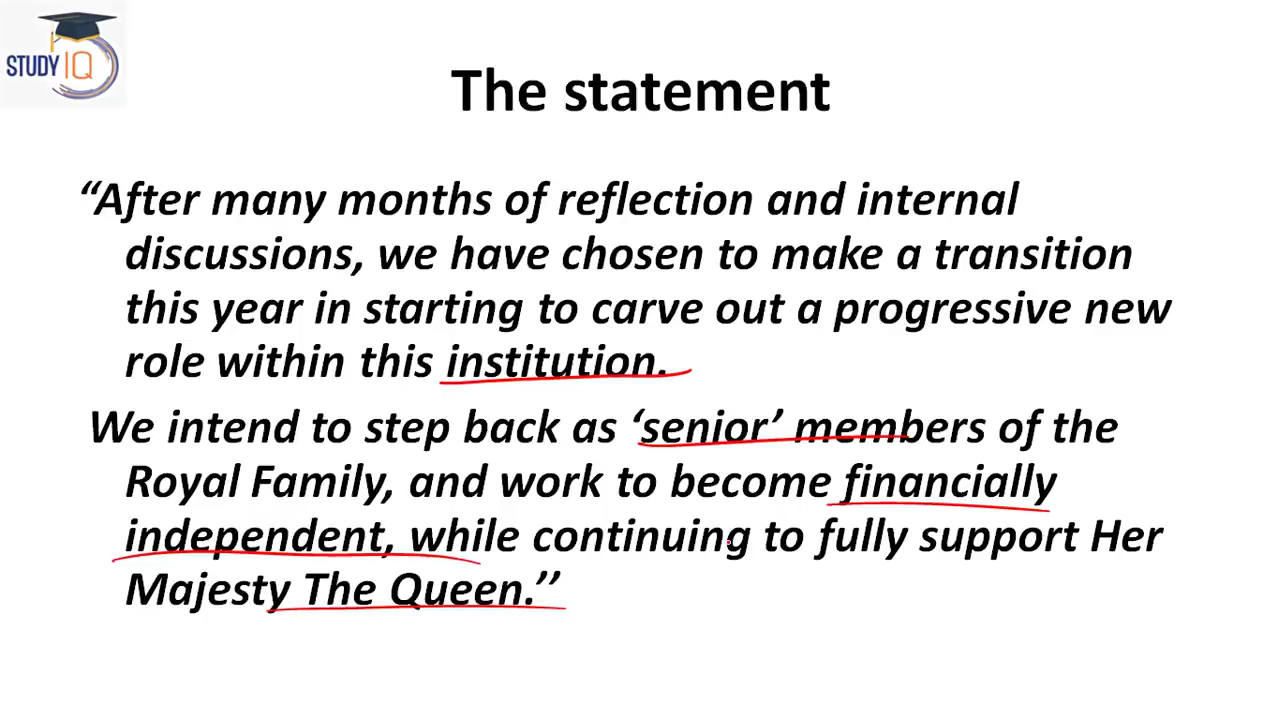 STUDY IQ
The statement
“After many months of reflection and internal
discussions, we have chosen to make a transition
this year in starting to carve out a progressive new
role within this institution.
We intend to step back as ‘senior’ members of the
Royal Family, and work to become financially
independent, while continuing to fully support Her
Majesty The Queen.’’